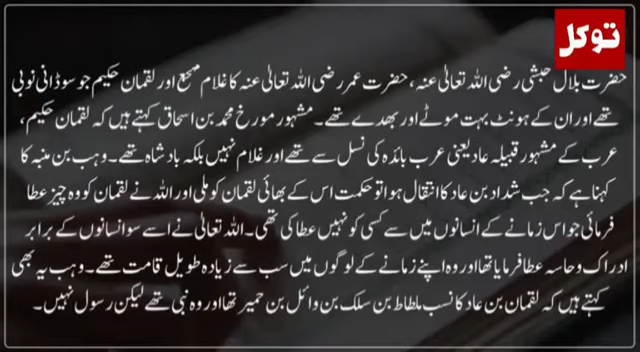 توکل
حضرت بلال حبشی رضی اللہ تعالیٰ عنہ، حضرت عمر رضی اللہ تعالیٰ عنہ کا غلام مہجع اور لقمان حکیم جو سوڈانی نوبی
تھے اور ان کے ہونٹ بہت موٹے اور بھدے تھے۔ مشہور مورخ محمد بن اسحاق کہتے ہیں کہ لقمان حکیم،
عرب کے مشہور قبیلہ عاد یعنی عرب بائدہ کی نسل سے تھے اور غلام نہیں بلکہ بادشاہ تھے۔ وہب بن منبہ کا
کہنا ہے کہ جب شداد بن عاد کا انتقال ہوا تو حکمت اس کے بھائی لقمان کو ملی اور اللہ نے لقمان کو وہ چیز عطا
فرمائی جو اس زمانے کے انسانوں میں سے کسی کو نہیں عطا کی تھی۔ اللہ تعالیٰ نے اسے سو انسانوں کے برابر
ادراک و حاسہ عطا فرمایا تھا اور وہ اپنے زمانے کے لوگوں میں سب سے زیادہ طویل قامت تھے۔ وہب یہ بھی
کہتے ہیں کہ لقمان بن عاد کا نسب ملطاط بن سلک بن وائل بن حمیر تھا اور وہ نبی تھے لیکن رسول نہیں۔